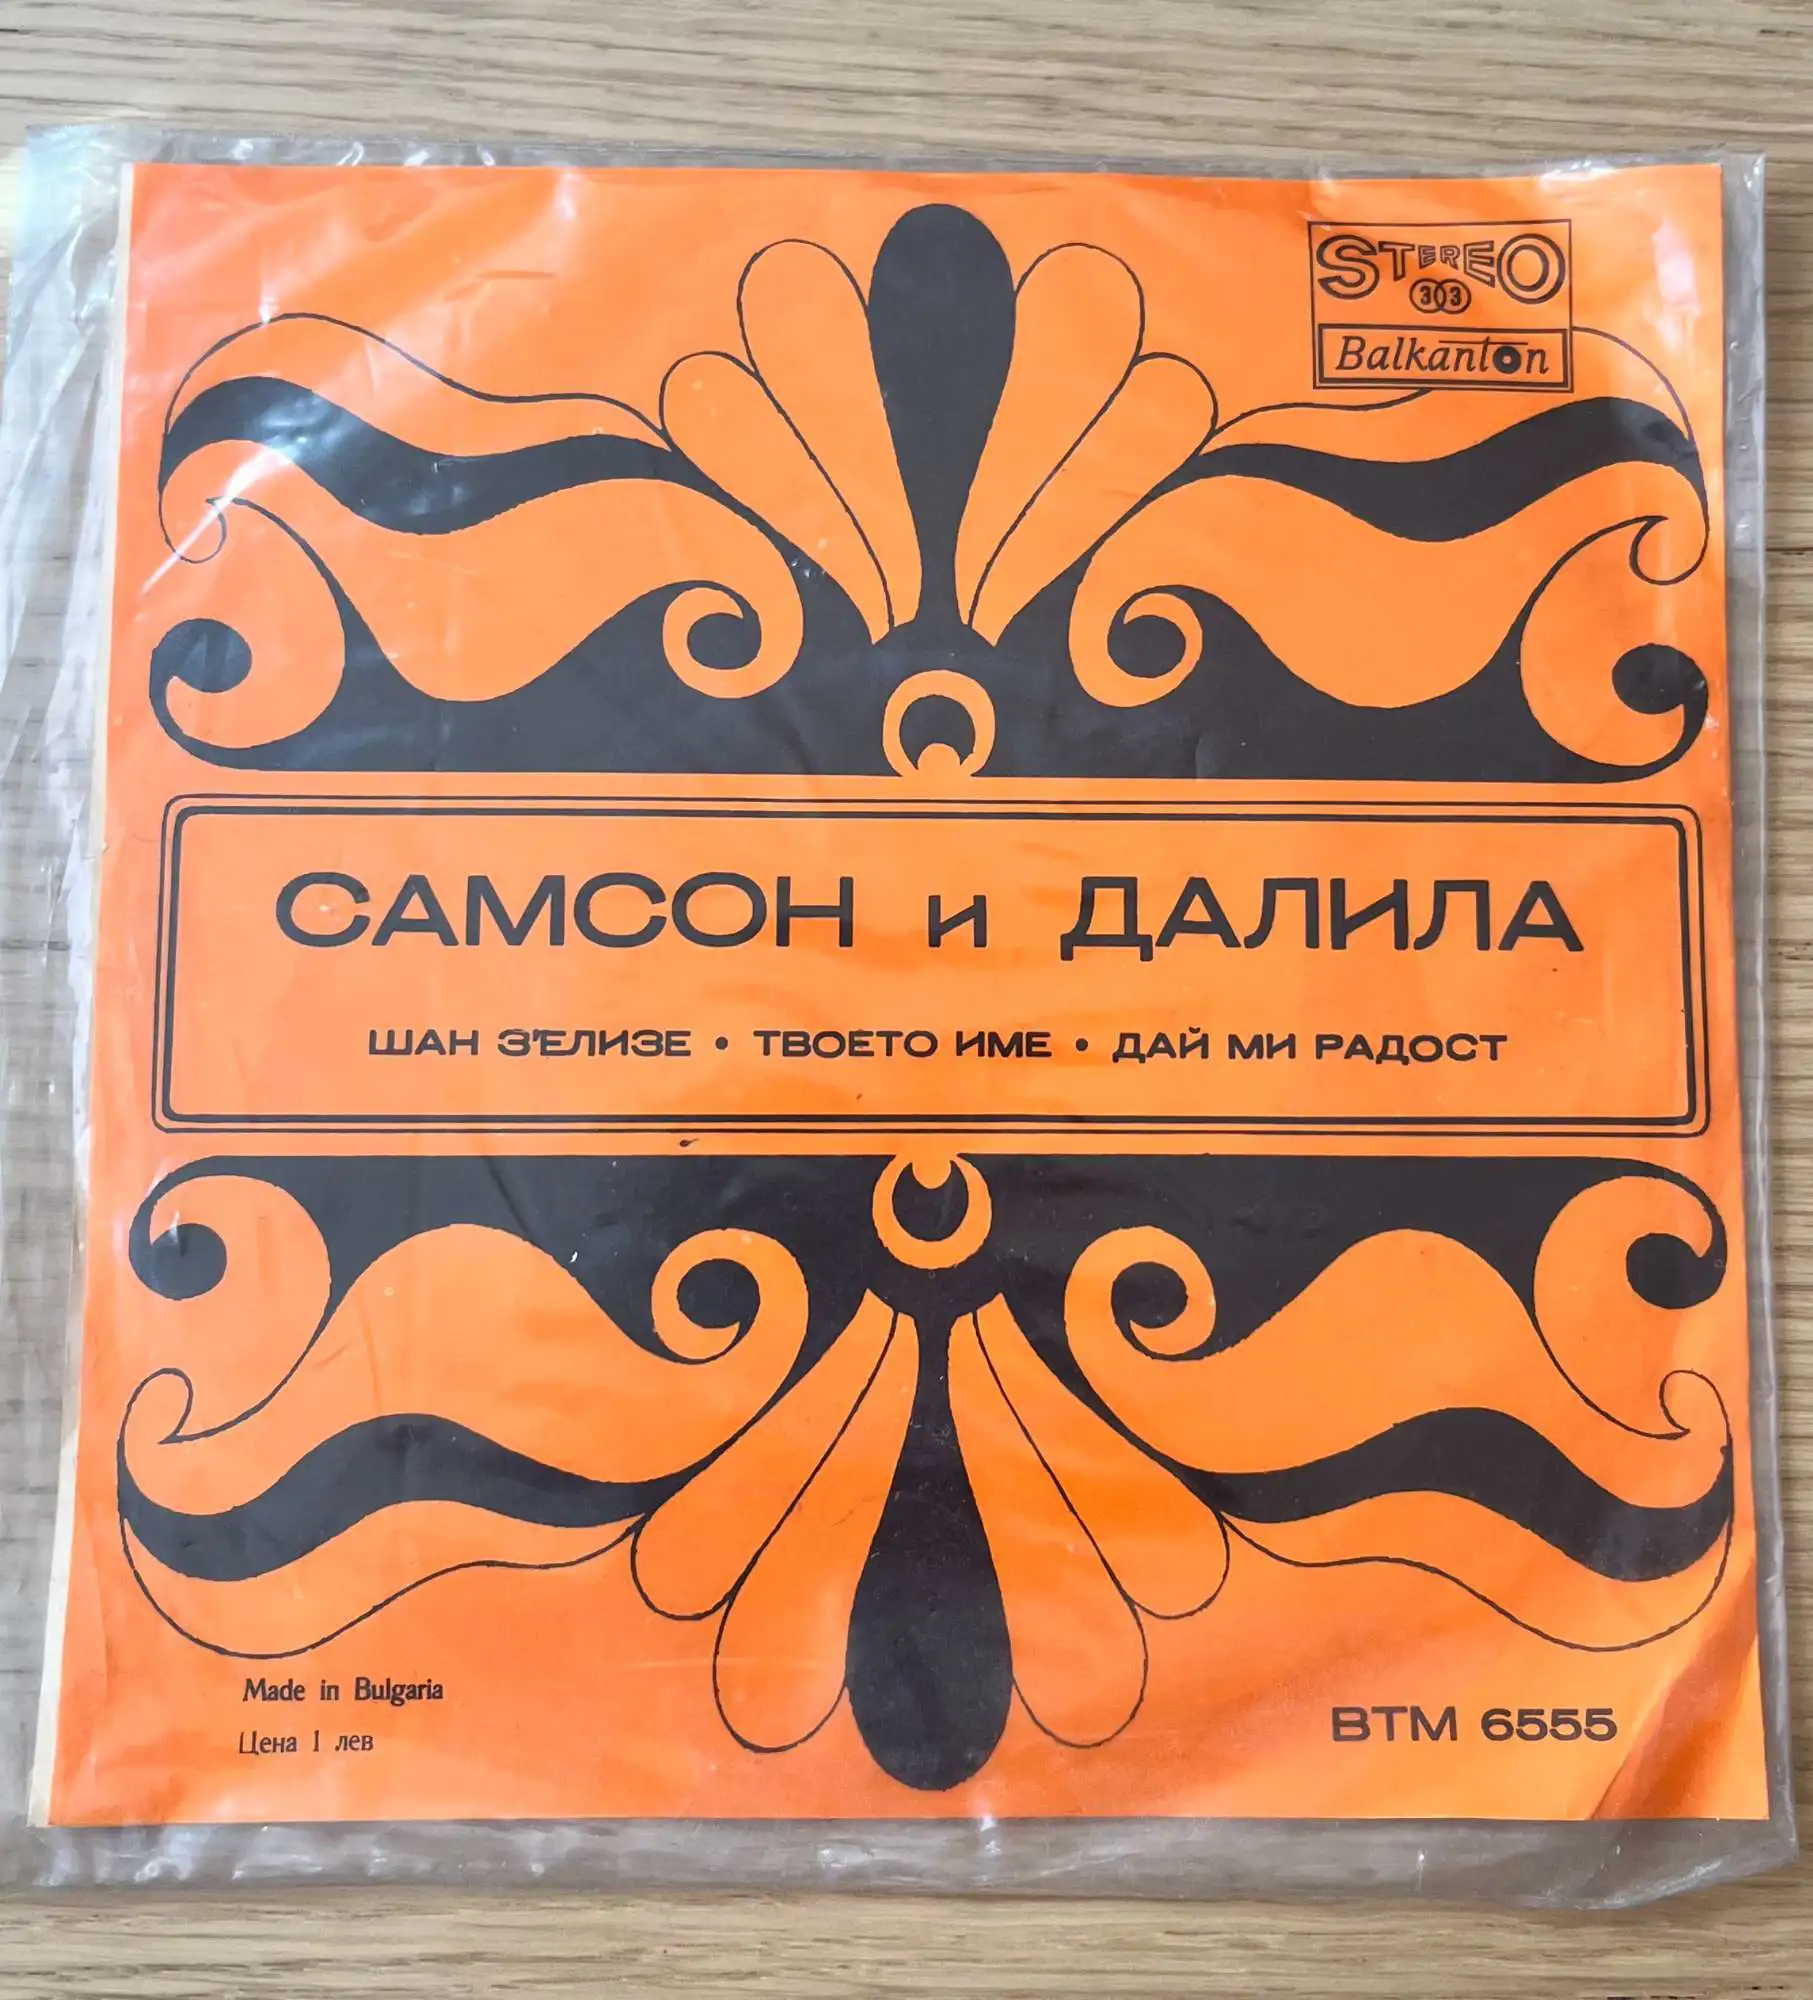 STEREO
33
Balkanton
САМСОН и ДАЛИЛА
ШАН З'ЕЛИЗЕ • ТВОЕТО ИМЕ • ДАЙ МИ РАДОСТ
Made in Bulgaria
Цена 1 лев
ВТМ 6555